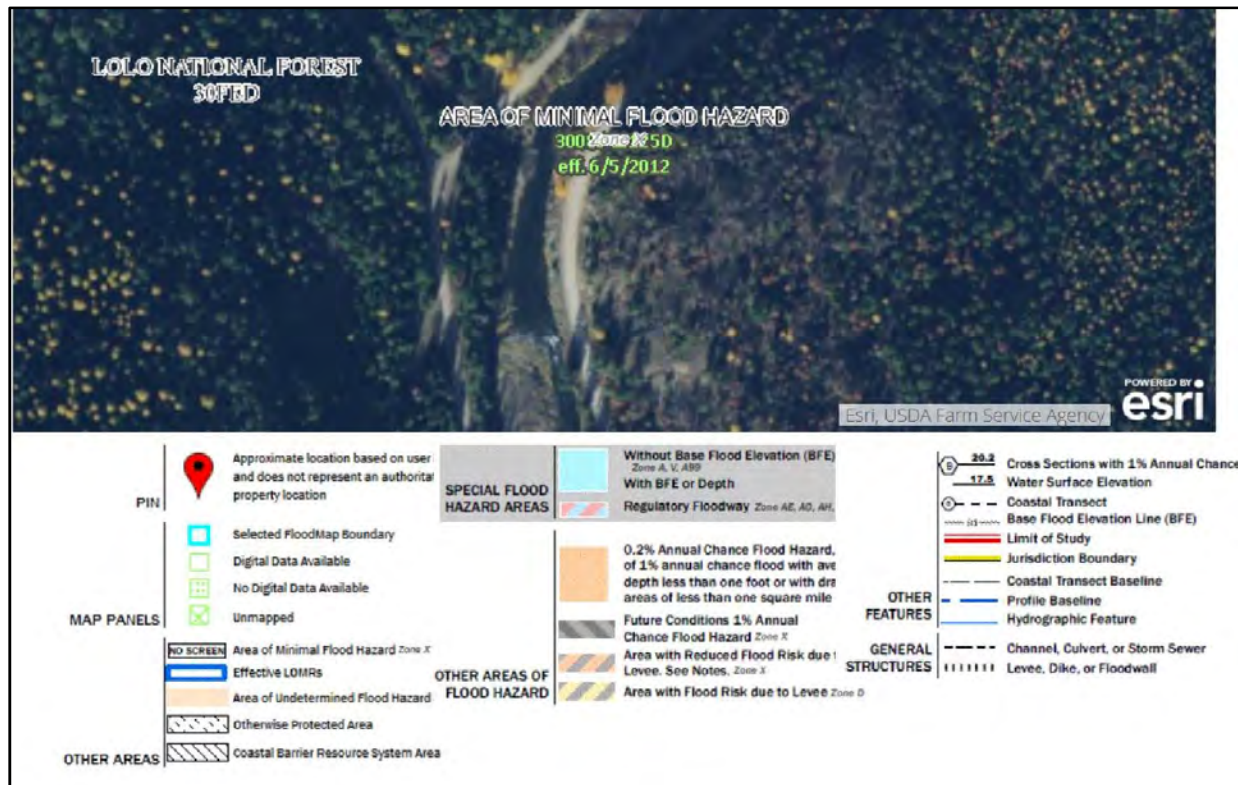 LOLO NATIONAL FOREST
30FED
AREA OF MINIMAL FLOOD HAZARD
Zone X
eff. 6/5/2012
POWERED BY
esri
Esri, USDA Farm Service Agency
PIN
Approximate location based on user
and does not represent an authoritat
property location
MAP PANELS
Selected FloodMap Boundary
Digital Data Available
No Digital Data Available
Unmapped
OTHER AREAS
NO SCREEN Area of Minimal Flood Hazard Zone X
Effective LOMRs
Area of Undetermined Flood Hazard
Otherwise Protected Area
Coastal Barrier Resource System Area
SPECIAL FLOOD
HAZARD AREAS
Without Base Flood Elevation (BFE)
Zone A, V, A99
With BFE or Depth
Regulatory Floodway Zone AE, AO, AH,
OTHER AREAS OF
FLOOD HAZARD
0.2% Annual Chance Flood Hazard,
of 1% annual chance flood with ave
depth less than one foot or with dra
areas of less than one square mile
Future Conditions 1% Annual
Chance Flood Hazard Zone X
Area with Reduced Flood Risk due t
Levee. See Notes. Zone X
Area with Flood Risk due to Levee Zone D
OTHER
FEATURES
20.2 Cross Sections with 1% Annual Chance
17.5 Water Surface Elevation
Coastal Transect
Base Flood Elevation Line (BFE)
Limit of Study
Jurisdiction Boundary
Coastal Transect Baseline
Profile Baseline
Hydrographic Feature
GENERAL
STRUCTURES
Channel, Culvert, or Storm Sewer
Levee, Dike, or Floodwall